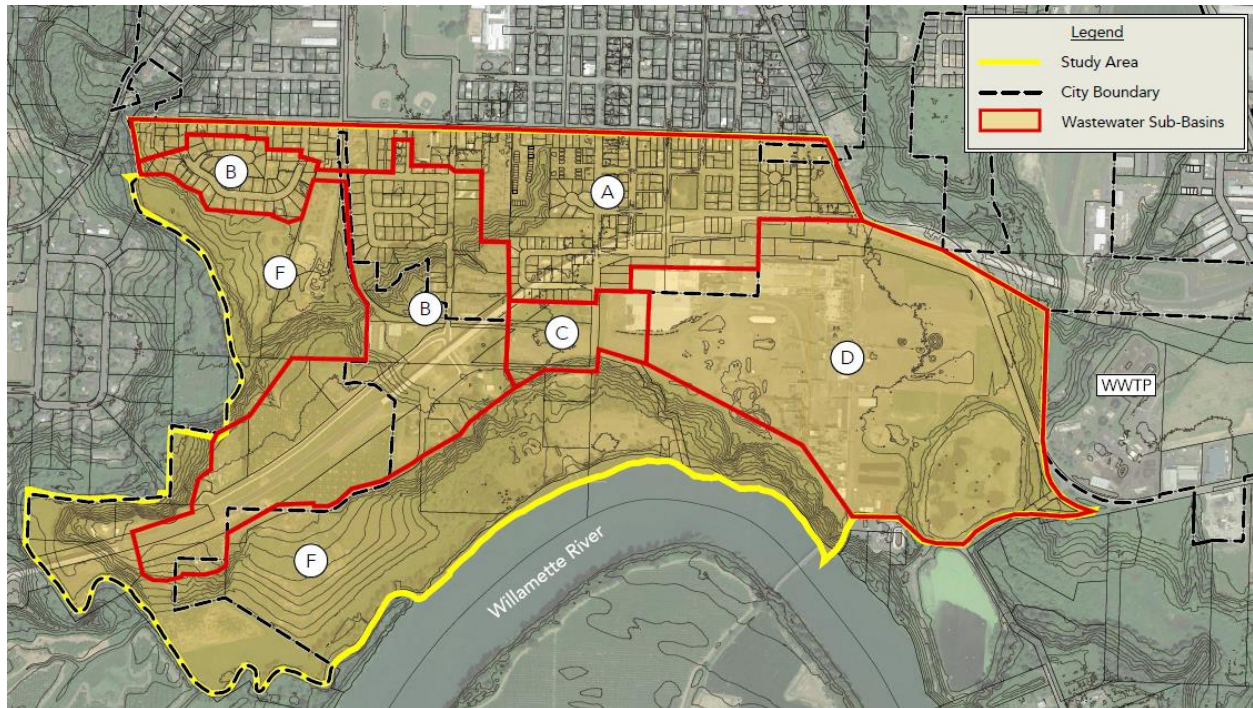 Legend
Study Area
City Boundary
Wastewater Sub-Basins
B
A
F
B
C
D
WWTP
F
Willamette River